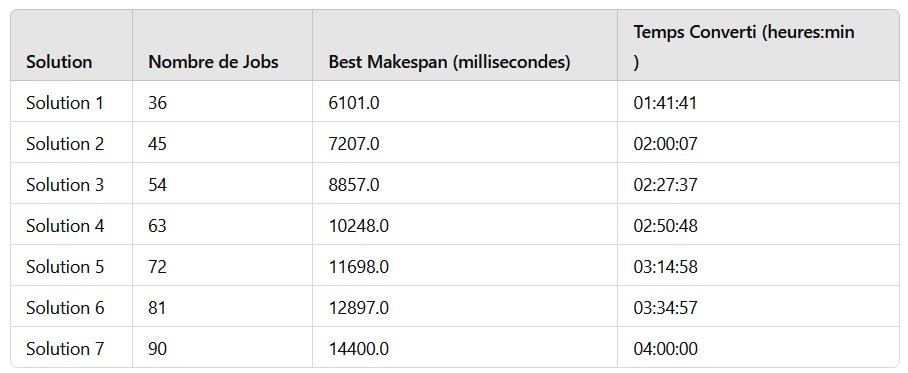 Solution Nombre de Jobs Best Makespan (millisecondes) Temps Converti (heures:min
)
Solution 1 36 6101.0 01:41:41
Solution 2 45 7207.0 02:00:07
Solution 3 54 8857.0 02:27:37
Solution 4 63 10248.0 02:50:48
Solution 5 72 11698.0 03:14:58
Solution 6 81 12897.0 03:34:57
Solution 7 90 14400.0 04:00:00